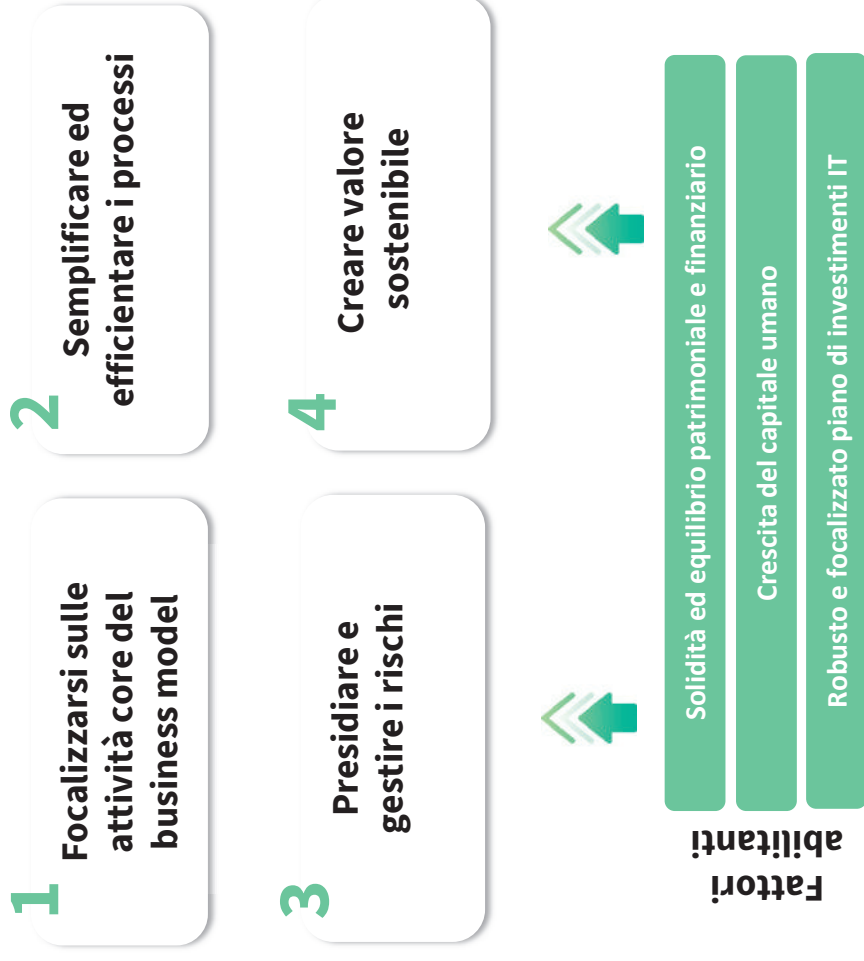 1
Focalizzarsi sulle
attività core del
business model
2
Semplificare ed
efficientare i processi
3
Presidiare e
gestire i rischi
4
Creare valore
sostenibile
Fattori
abilitanti
Solidità ed equilibrio patrimoniale e finanziario
Crescita del capitale umano
Robusto e focalizzato piano di investimenti IT